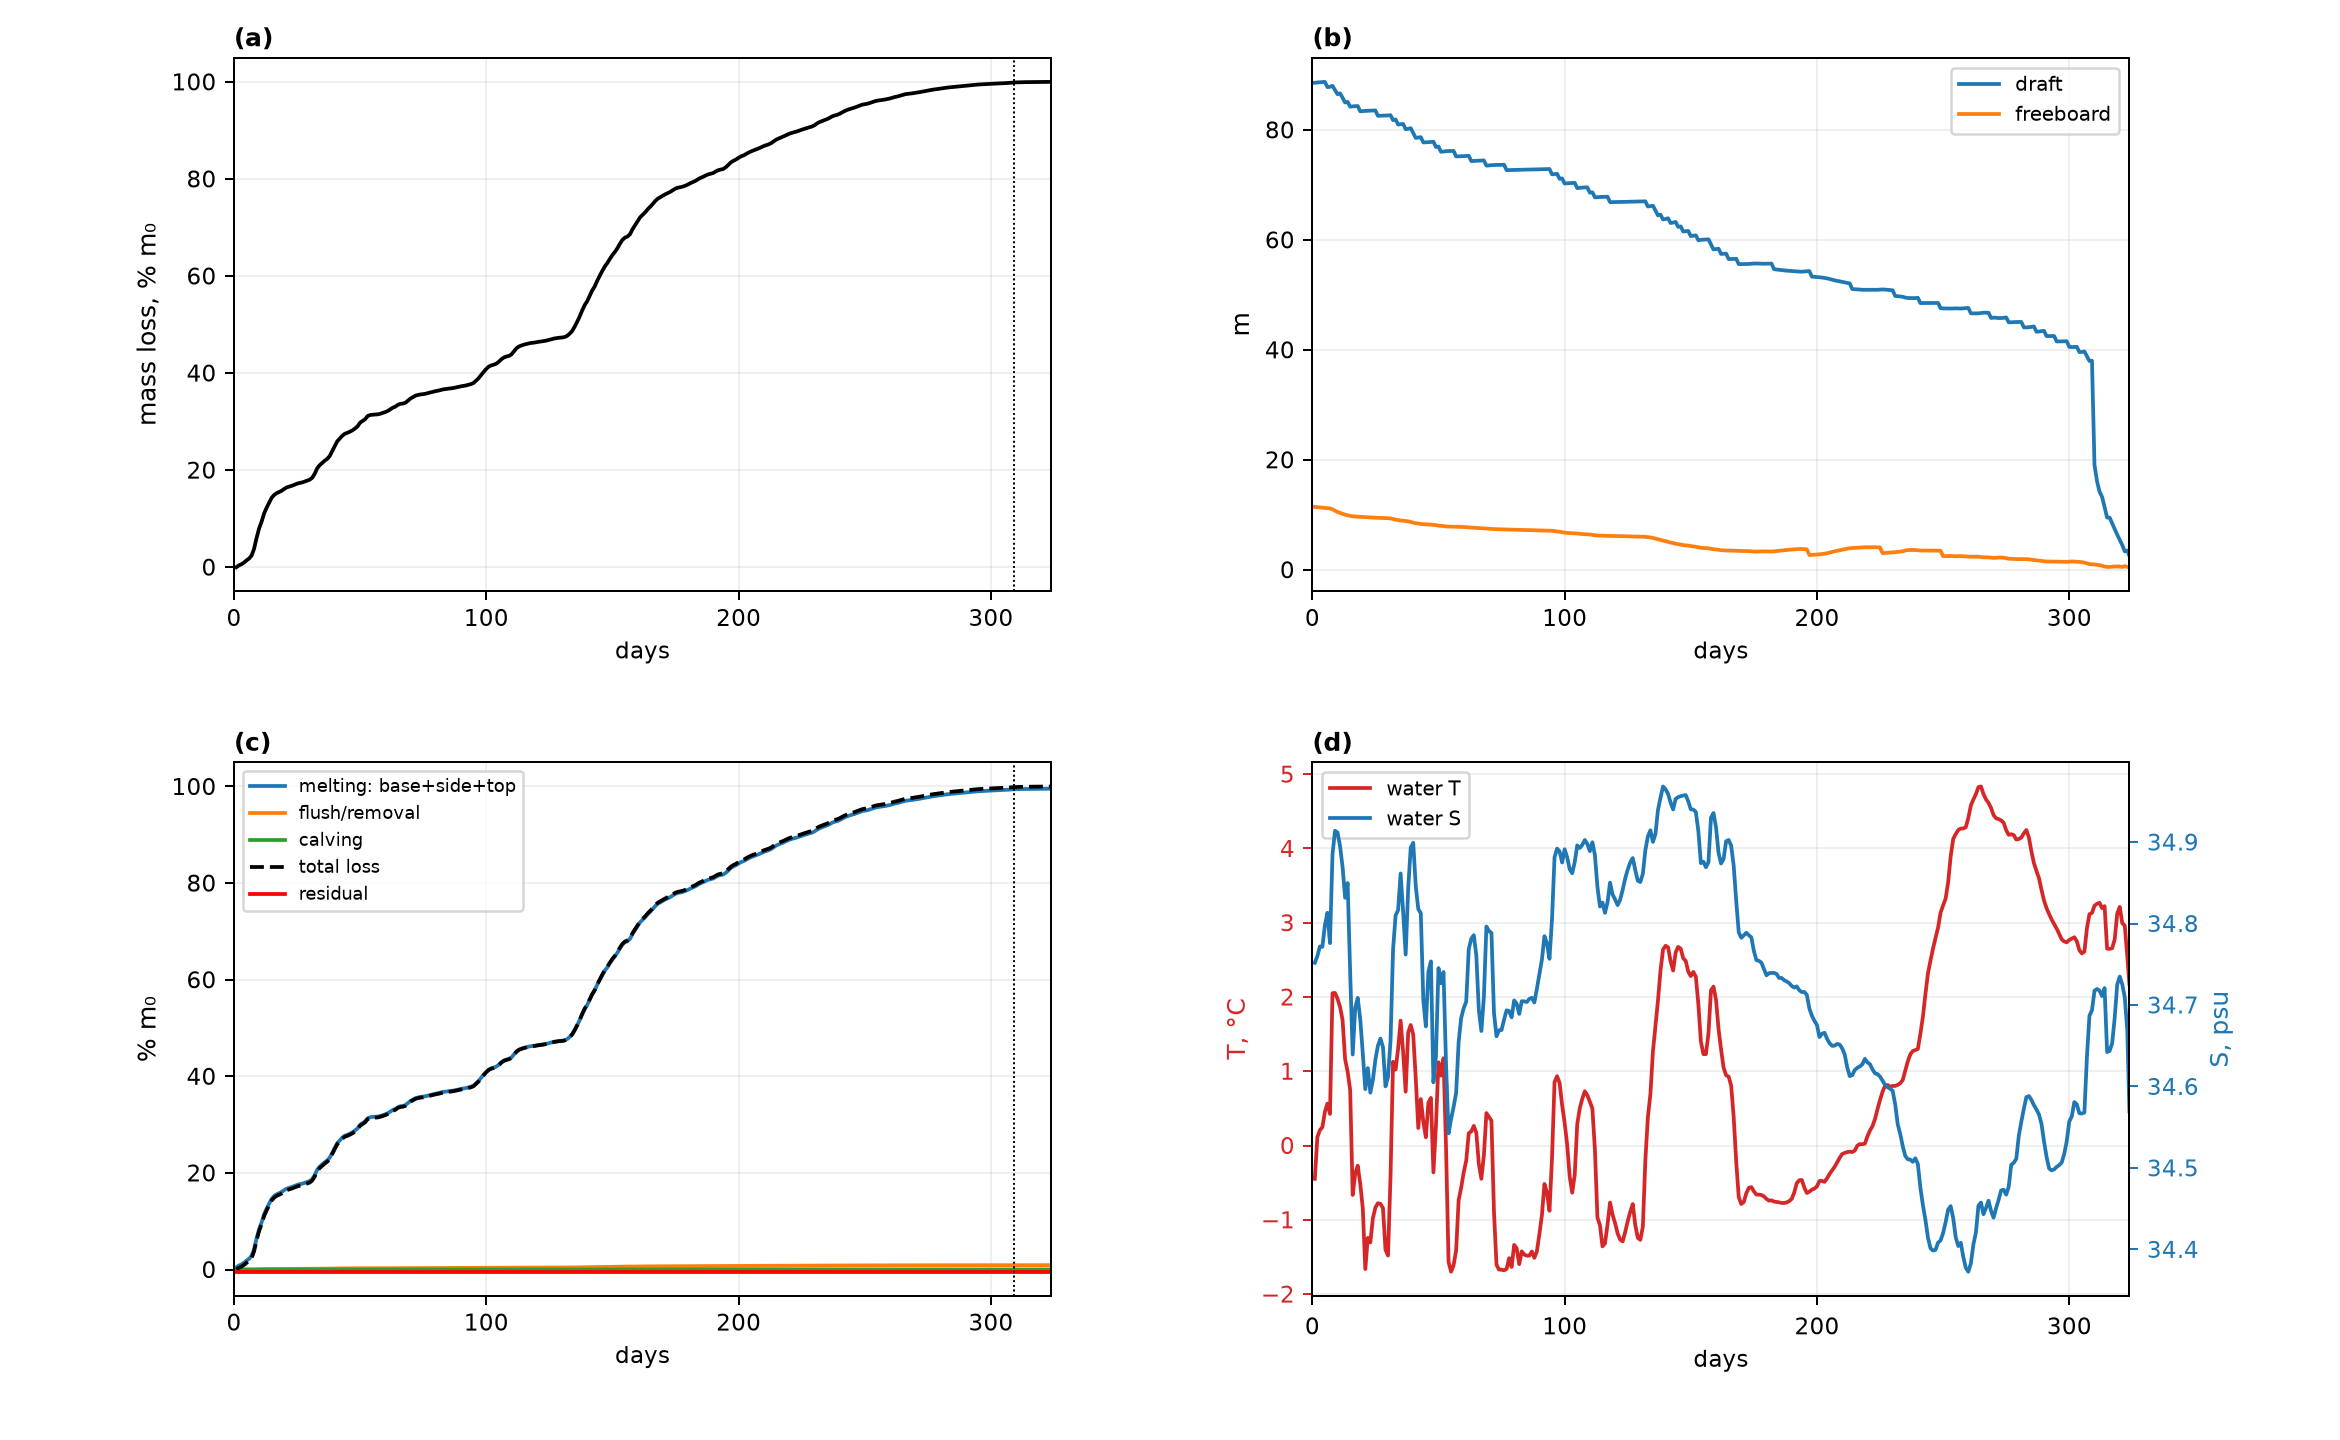 (a)
100
80
60
40
20
0
mass loss, % m₀
0 100 200 300
days
(b)
80
60
40
20
0
m
draft
freeboard
0 100 200 300
days
(c)
100
80
60
40
20
0
% m₀
melting: base+side+top
flush/removal
calving
total loss
residual
0 100 200 300
days
(d)
5
4
3
2
1
0
−1
−2
T, °C
water T
water S
34.9
34.8
34.7
34.6
34.5
34.4
S, psu
0 100 200 300
days